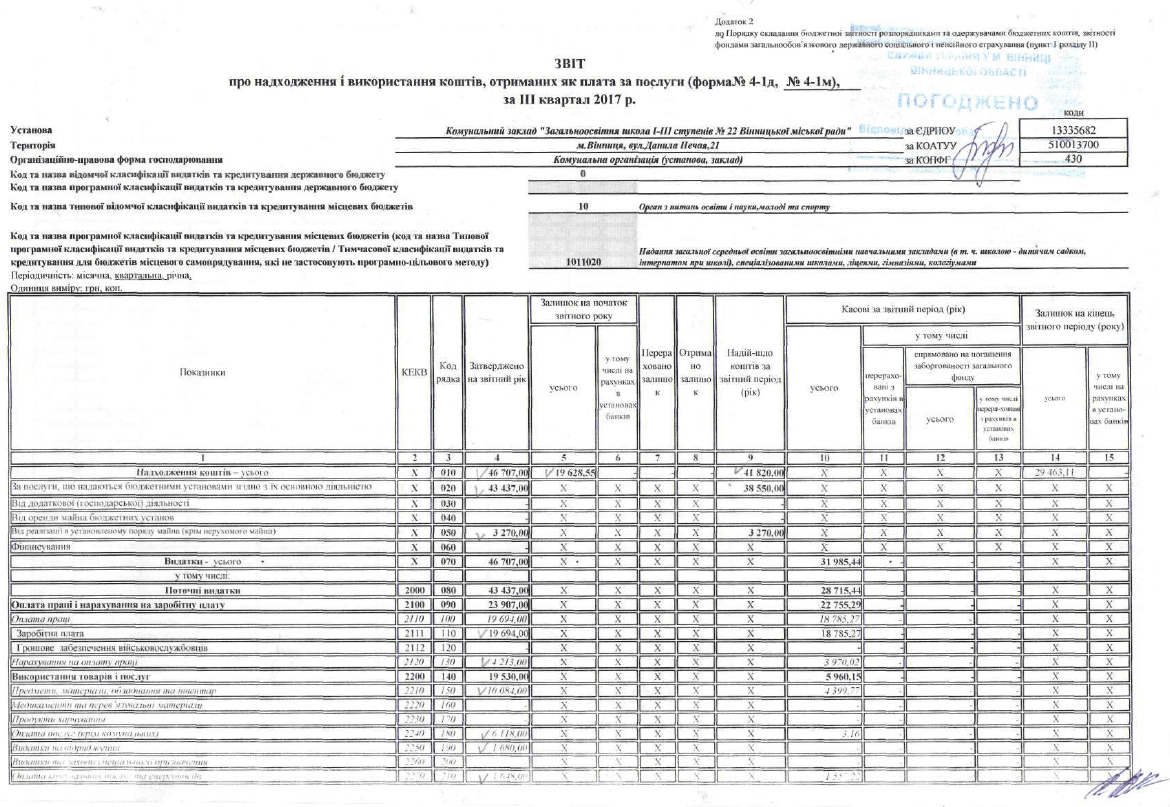 Додаток 2
до Порядку складання бюджетної звітності розпорядниками та одержувачами бюджетних коштів, звітності
фондами загальнообов'язкового державного соціального і пенсійного страхування (пункт 1 розділу II)
У М. ВІННИЦІ
ВІННИЦЬКОЇ ОБЛАСТІ
ПОГОДЖЕНО
ЗВІТ
про надходження і використання коштів, отриманих як плата за послуги (форма№ 4-1д, № 4-1м),
за III квартал 2017 р.
коди
Установа Комунальний заклад "Загальноосвітня школа I-III ступенів № 22 Вінницької міської ради" за ЄДРПОУ 13335682
Територія м.Вінниця, вул.Данила Нечая,21 за КОАТУУ 510013700
Організаційно-правова форма господарювання Комунальна організація (установа, заклад) за КОПФГ 430
Код та назва відомчої класифікації видатків та кредитування державного бюджету 0
Код та назва програмної класифікації видатків та кредитування державного бюджету
Код та назва типової відомчої класифікації видатків та кредитування місцевих бюджетів 10 Орган з питань освіти і науки,молоді та спорту
Код та назва програмної класифікації видатків та кредитування місцевих бюджетів (код та назва Типової
програмної класифікації видатків та кредитування місцевих бюджетів / Тимчасової класифікації видатків та
кредитування для бюджетів місцевого самоврядування, які не застосовують програмно-цільового методу) 1011020 Надання загальної середньої освіти загальноосвітніми навчальними закладами (в т. ч. школою - дитячам садком,
інтернатом при школі), спеціалізованими школами, ліцеями, гімназіями, колегіумами
Періодичність: місячна, квартальна, річна.
Одиниця виміру: грн, коп.
Показники КЕКВ Код рядка Затверджено на звітний рік Залишок на початок звітного року Перераховано залишок Отримано залишок Надій-шло коштів за звітний період (рік) Касові за звітний період (рік) Залишок на кінець звітного періоду (року)
усього у тому числі на рахунках в установах банків усього у тому числі усього у тому числі на рахунках в устано-вах банків
перерахо-вані з рахунків в установах банків спрямовано на погашення заборгованості загального фонду
усього у тому числі перерахован з рахунків в установах банків
1 2 3 4 5 6 7 8 9 10 11 12 13 14 15
Надходження коштів – усього X 010 46 707,00 19 628,55 - - - 41 820,00 X X X X 29 463,11 -
За послуги, що надаються бюджетними установами згідно з їх основною діяльністю X 020 43 437,00 X X X X 38 550,00 X X X X X X
Від додаткової (господарської) діяльності X 030 - X X X X - X X X X X X
Від оренди майна бюджетних установ X 040 - X X X X - X X X X X X
Від реалізації в установленому порядку майна (крім нерухомого майна) X 050 3 270,00 X X X X 3 270,00 X X X X X X
Фінансування X 060 - X X X X - X X X X X X
Видатки - усього X 070 46 707,00 X X X X X 31 985,44 - - - X X
у тому числі:
Поточні видатки 2000 080 43 437,00 X X X X X 28 715,44 - - - X X
Оплата праці і нарахування на заробітну плату 2100 090 23 907,00 X X X X X 22 755,29 - - - X X
Оплата праці 2110 100 19 694,00 X X X X X 18 785,27 - - - X X
Заробітна плата 2111 110 19 694,00 X X X X X 18 785,27 - - - X X
Грошове забезпечення військовослужбовців 2112 120 - X X X X X - - - - X X
Нарахування на оплату праці 2120 130 4 213,00 X X X X X 3 970,02 - - - X X
Використання товарів і послуг 2200 140 19 530,00 X X X X X 5 960,15 - - - X X
Предмети, матеріали, обладнання та інвентар 2210 150 10 084,00 X X X X X 4 399,77 - - - X X
Медикаменти та перев'язувальні матеріали 2220 160 - X X X X X - - - - X X
Продукти харчування 2230 170 - X X X X X - - - - X X
Оплата послуг (крім комунальних) 2240 180 6 118,00 X X X X X 3,16 - - - X X
Видатки на відрядження 2250 190 1 680,00 X X X X X - - - - X X
Видатки та заходи спеціального призначення 2260 200 - X X X X X - - - - X X
Оплата комунальних послуг та енергоносіїв 2270 210 1 648,00 X X X X X - - - X X